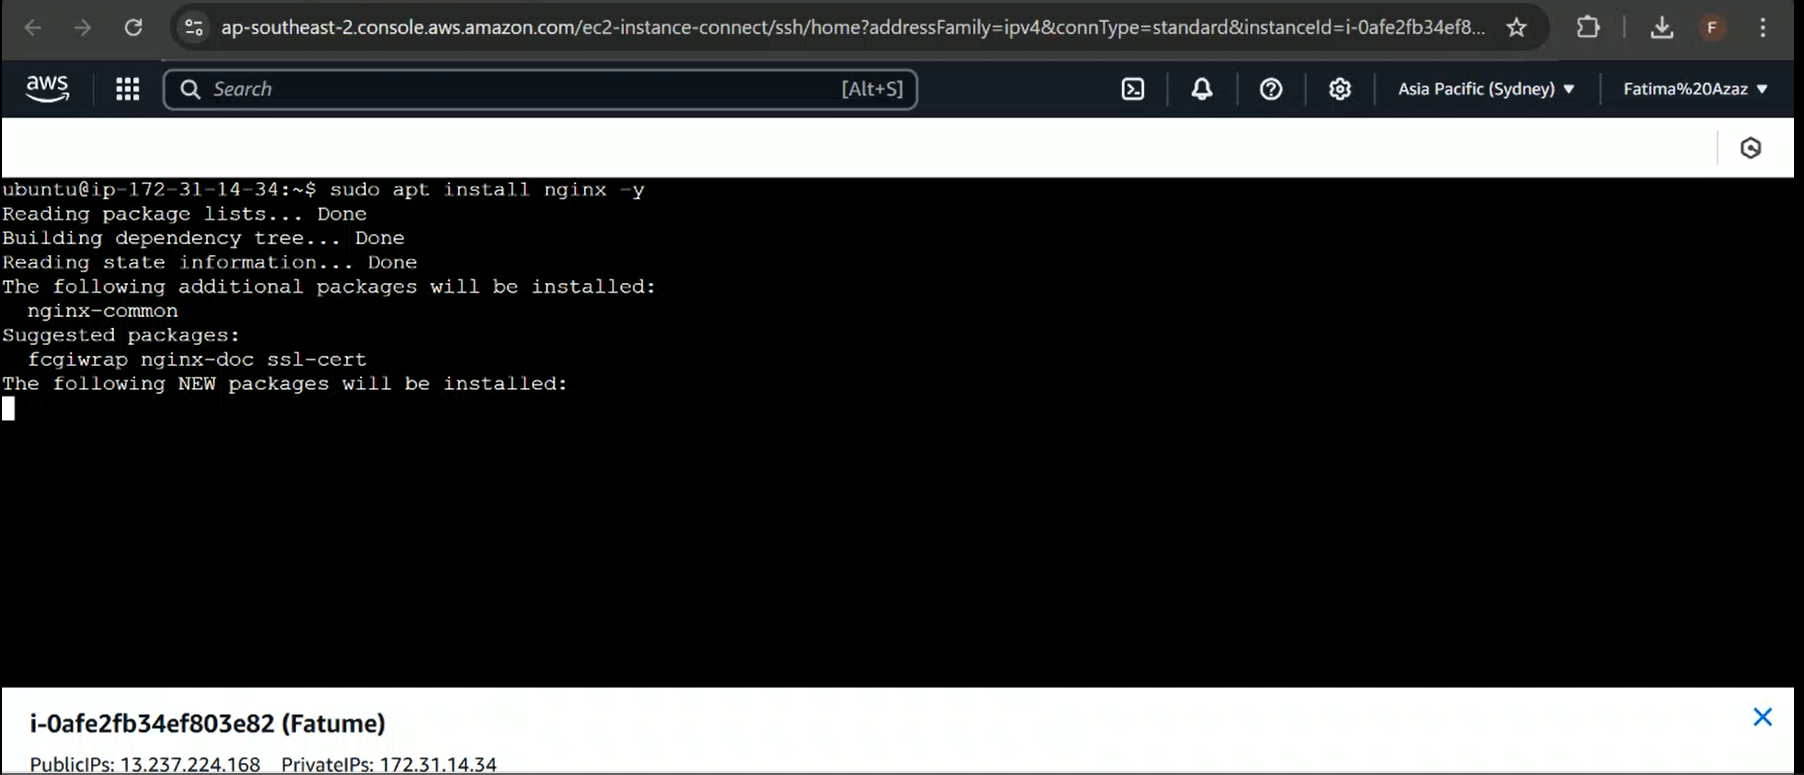 ap-southeast-2.console.aws.amazon.com/ec2-instance-connect/ssh/home?addressFamily=ipv4&connType=standard&instanceId=i-0afe2fb34ef8...
F
aws
Search
[Alt+S]
Asia Pacific (Sydney)
Fatima%20Azaz
ubuntu@ip-172-31-14-34:~$ sudo apt install nginx -y
Reading package lists... Done
Building dependency tree... Done
Reading state information... Done
The following additional packages will be installed:
  nginx-common
Suggested packages:
  fcgiwrap nginx-doc ssl-cert
The following NEW packages will be installed:
i-0afe2fb34ef803e82 (Fatume)
PublicIPs: 13.237.224.168    PrivateIPs: 172.31.14.34